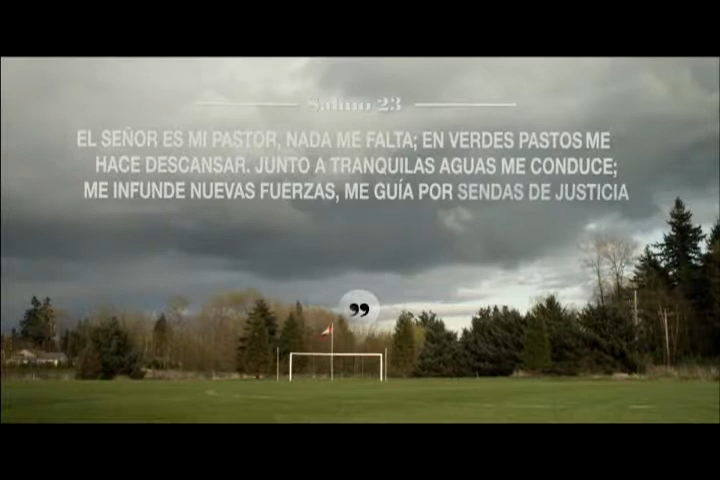 Salmo 23
EL SEÑOR ES MI PASTOR, NADA ME FALTA; EN VERDES PASTOS ME
HACE DESCANSAR. JUNTO A TRANQUILAS AGUAS ME CONDUCE;
ME INFUNDE NUEVAS FUERZAS, ME GUÍA POR SENDAS DE JUSTICIA
”